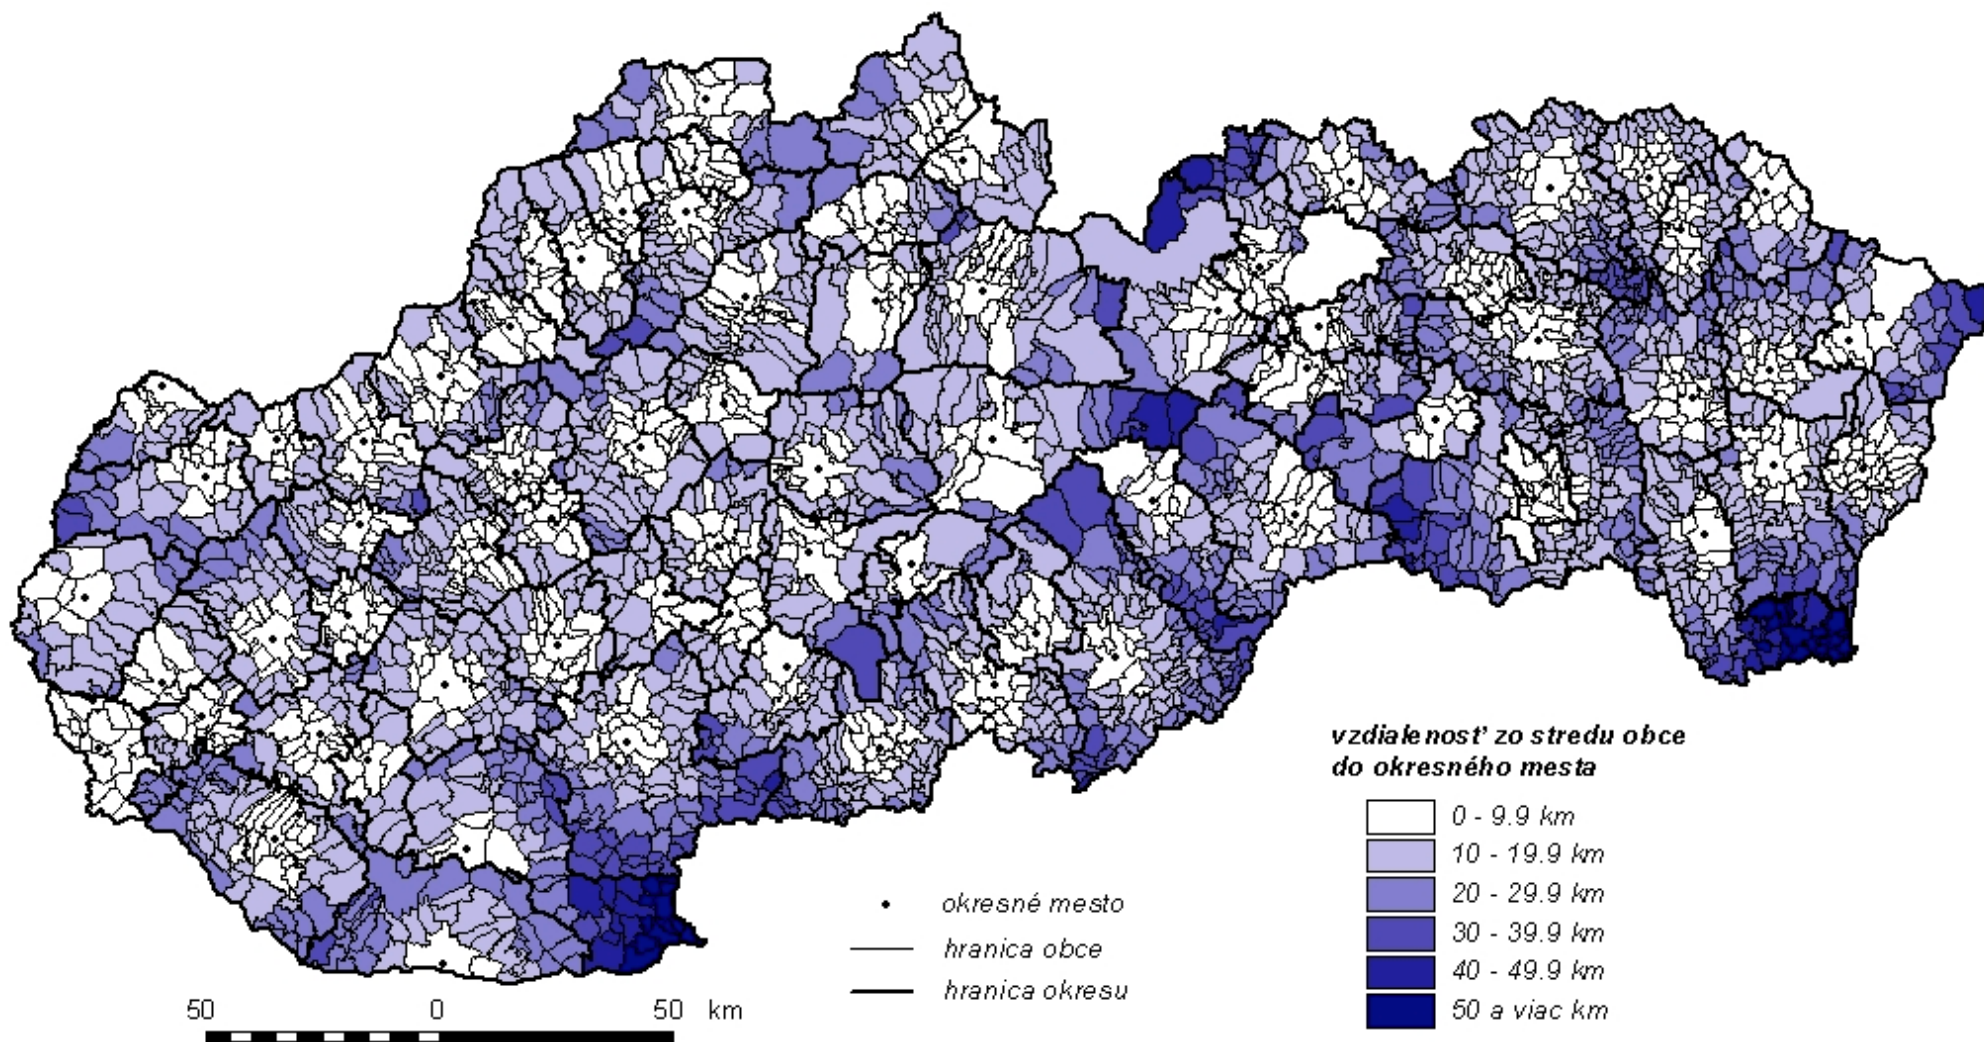 vzdialenosť zo stredu obce
do okresného mesta
0 - 9.9 km
10 - 19.9 km
20 - 29.9 km
30 - 39.9 km
40 - 49.9 km
50 a viac km
okresné mesto
hranica obce
hranica okresu
50 0 50 km